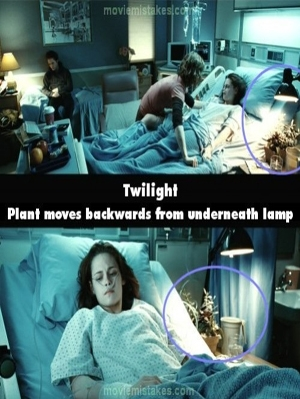 moviemistakes.com
Twilight
Plant moves backwards from underneath lamp
moviemistakes.com